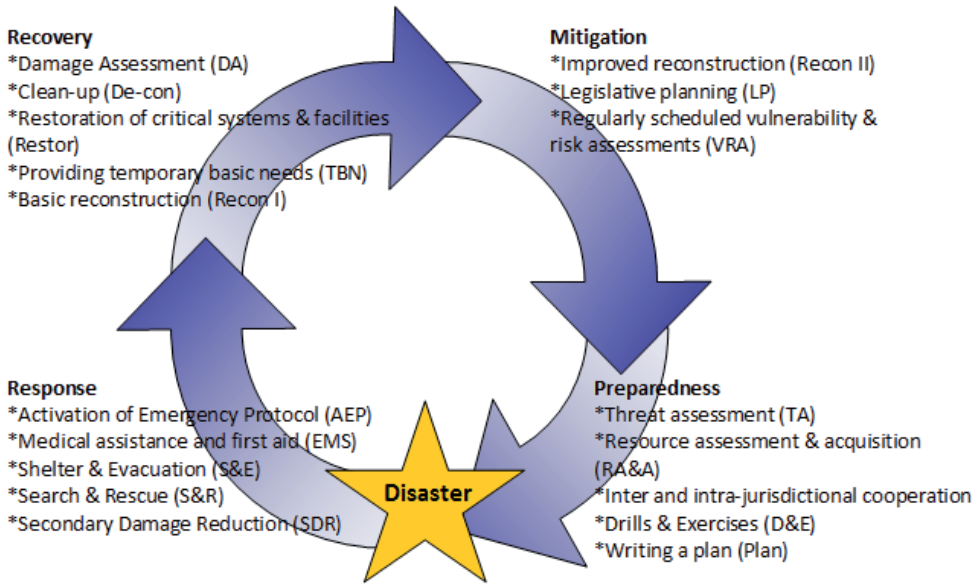 Recovery
*Damage Assessment (DA)
*Clean-up (De-con)
*Restoration of critical systems & facilities
(Restor)
*Providing temporary basic needs (TBN)
*Basic reconstruction (Recon I)
Mitigation
*Improved reconstruction (Recon II)
*Legislative planning (LP)
*Regularly scheduled vulnerability &
risk assessments (VRA)
Response
*Activation of Emergency Protocol (AEP)
*Medical assistance and first aid (EMS)
*Shelter & Evacuation (S&E)
*Search & Rescue (S&R)
*Secondary Damage Reduction (SDR)
Disaster
Preparedness
*Threat assessment (TA)
*Resource assessment & acquisition
(RA&A)
*Inter and intra-jurisdictional cooperation
*Drills & Exercises (D&E)
*Writing a plan (Plan)